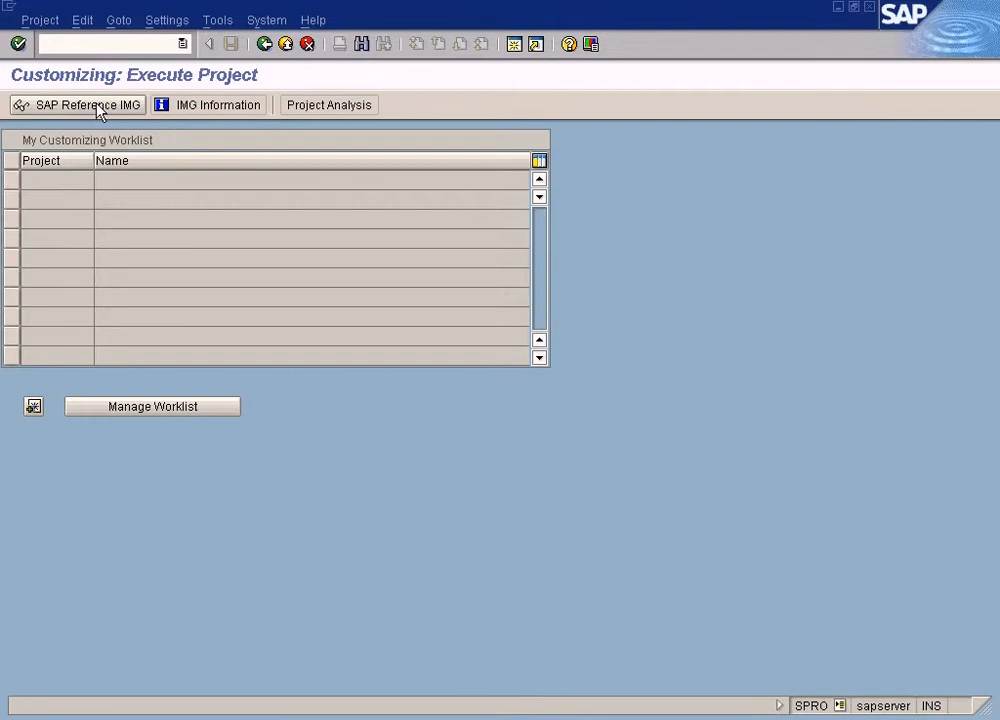 Project Edit Goto Settings Tools System Help
SAP
Customizing: Execute Project
SAP Reference IMG IMG Information Project Analysis
My Customizing Worklist
Project Name
Manage Worklist
SPRO sapserver INS